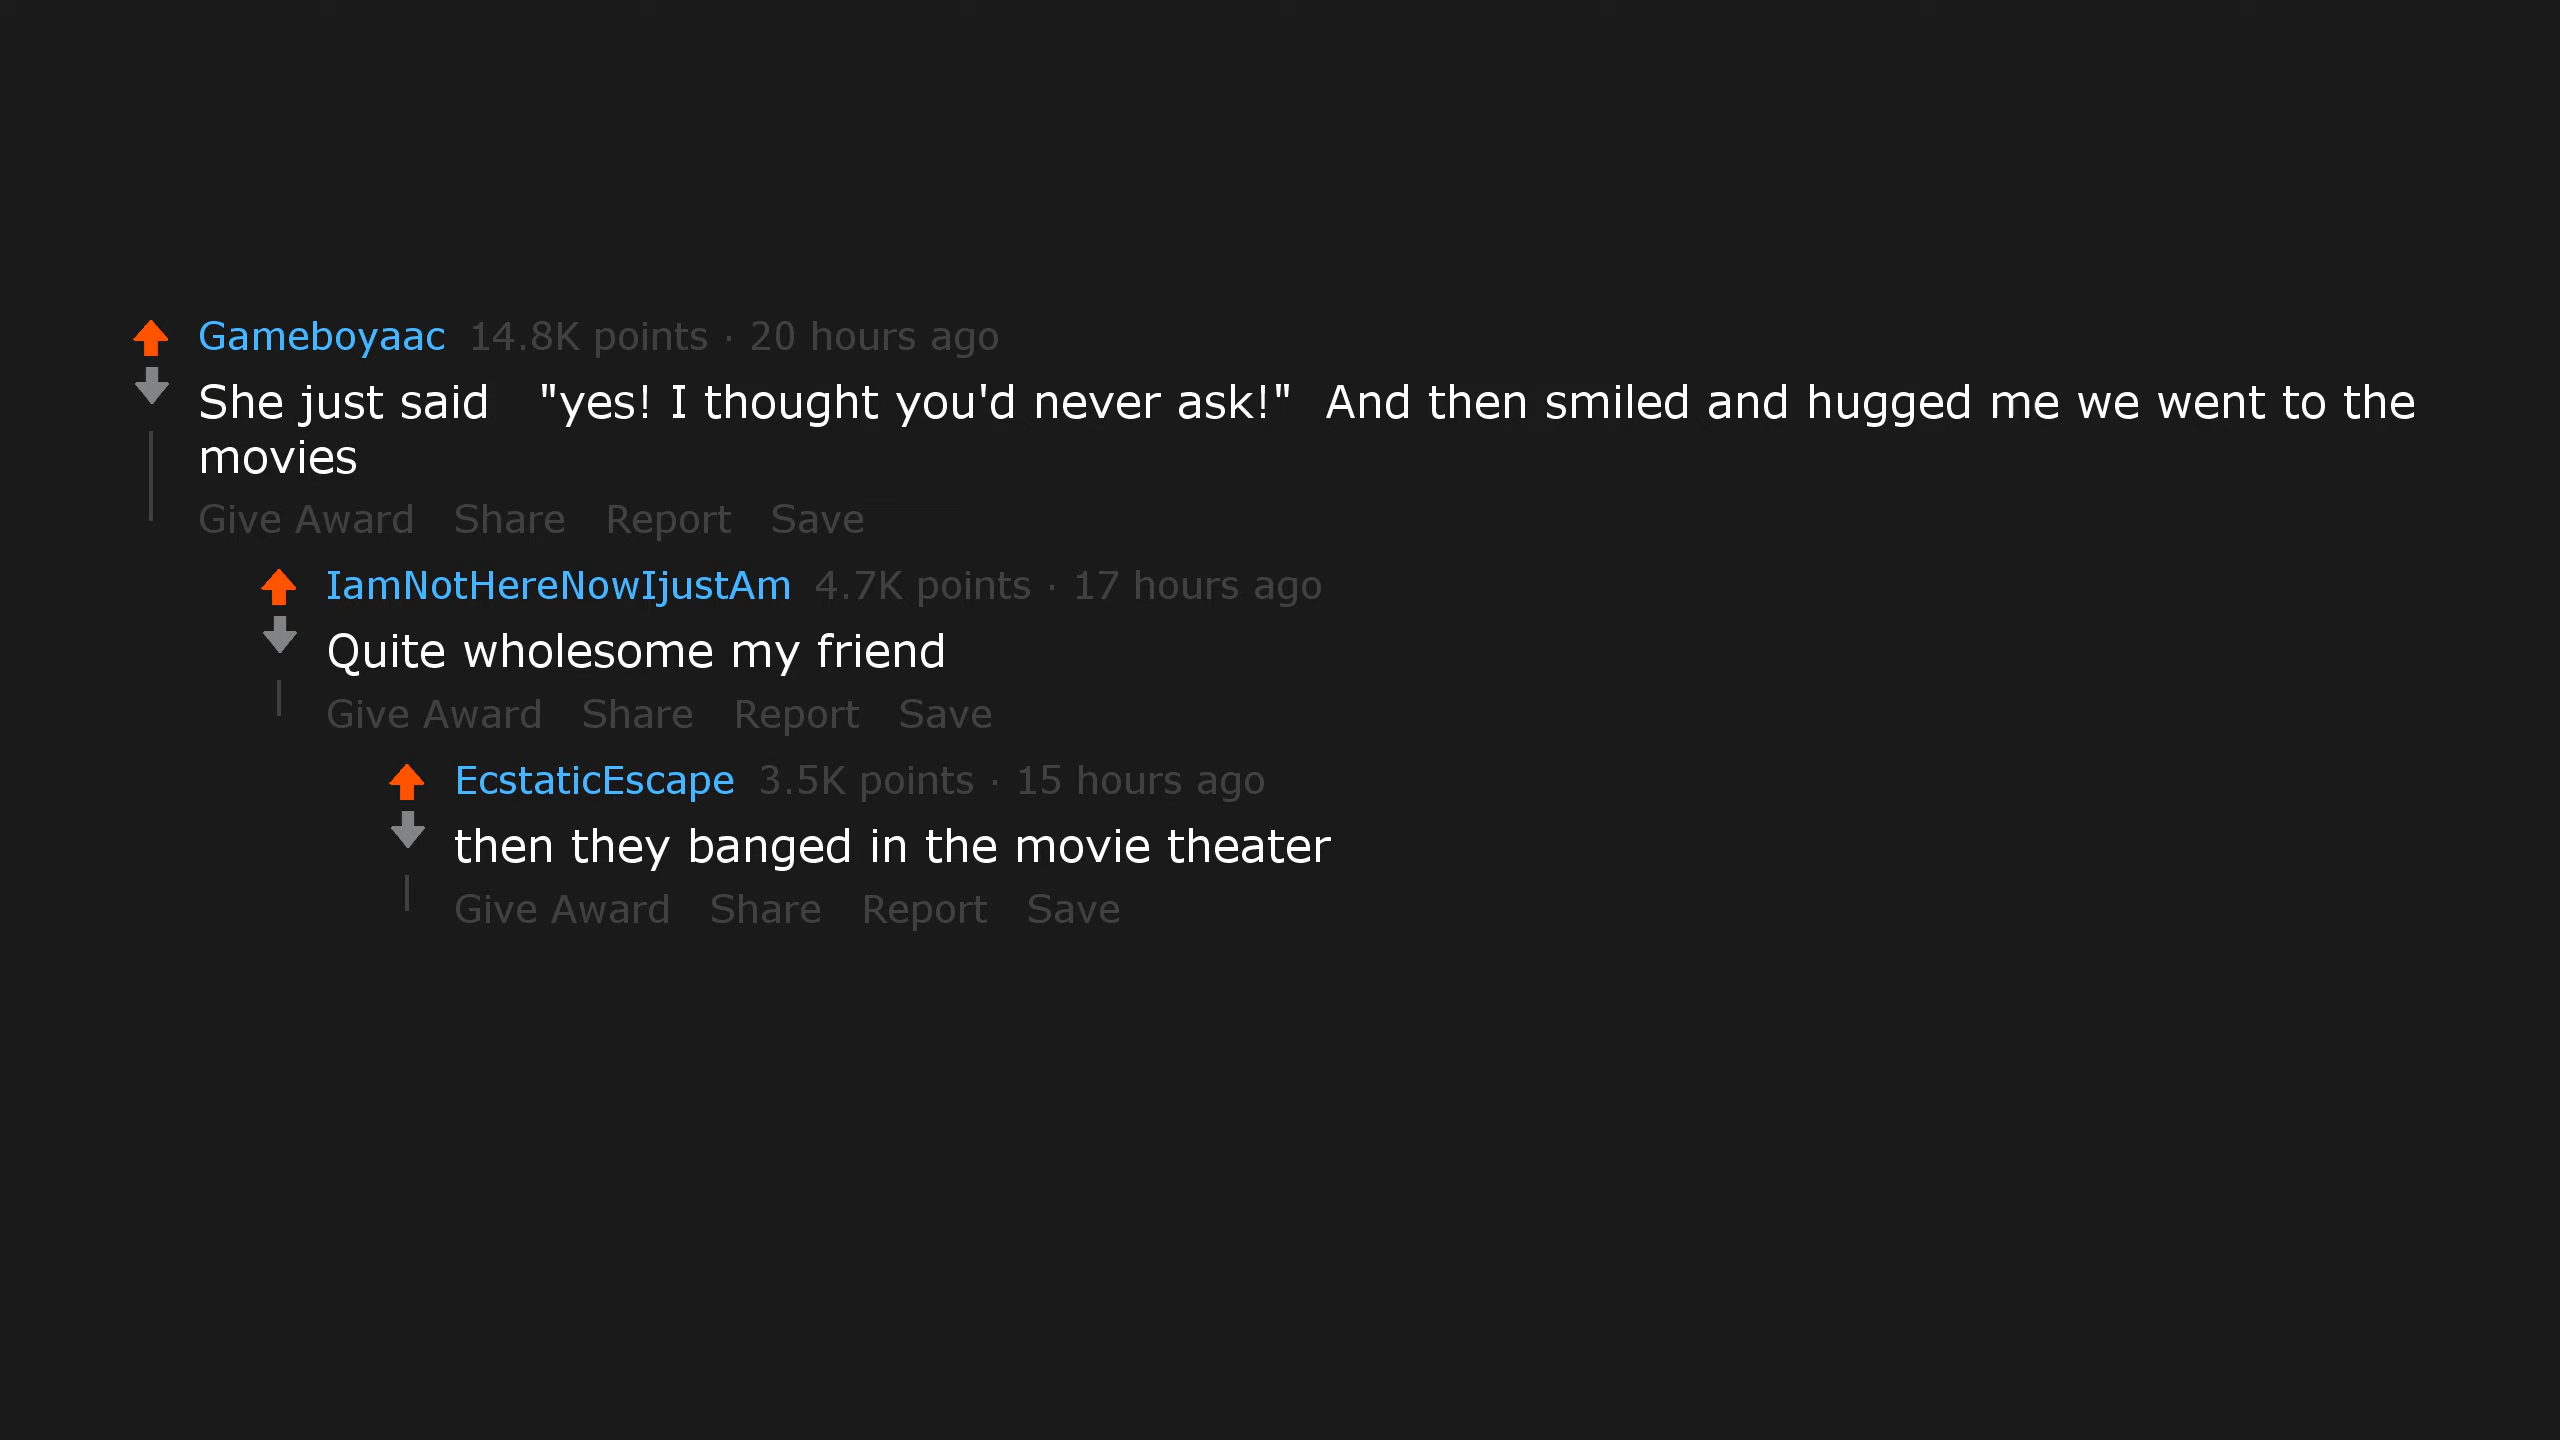 Gameboyaac 14.8K points · 20 hours ago
She just said "yes! I thought you'd never ask!" And then smiled and hugged me we went to the
movies
Give Award Share Report Save
IamNotHereNowIjustAm 4.7K points · 17 hours ago
Quite wholesome my friend
Give Award Share Report Save
EcstaticEscape 3.5K points · 15 hours ago
then they banged in the movie theater
Give Award Share Report Save